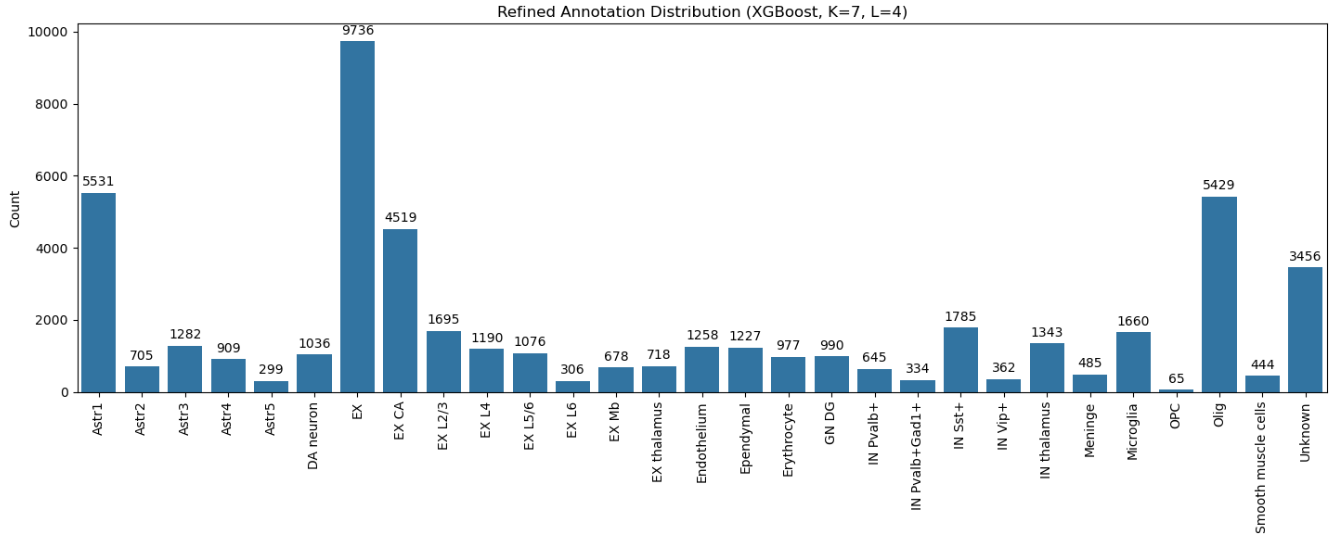 Refined Annotation Distribution (XGBoost, K=7, L=4)
Count
10000
8000
6000
4000
2000
0
5531
705
1282
909
299
1036
9736
4519
1695
1190
1076
306
678
718
1258
1227
977
990
645
334
1785
362
1343
485
1660
65
5429
444
3456
Astr1
Astr2
Astr3
Astr4
Astr5
DA neuron
EX
EX CA
EX L2/3
EX L4
EX L5/6
EX L6
EX Mb
EX thalamus
Endothelium
Ependymal
Erythrocyte
GN DG
IN Pvalb+
IN Pvalb+Gad1+
IN Sst+
IN Vip+
IN thalamus
Meninge
Microglia
OPC
Olig
Smooth muscle cells
Unknown